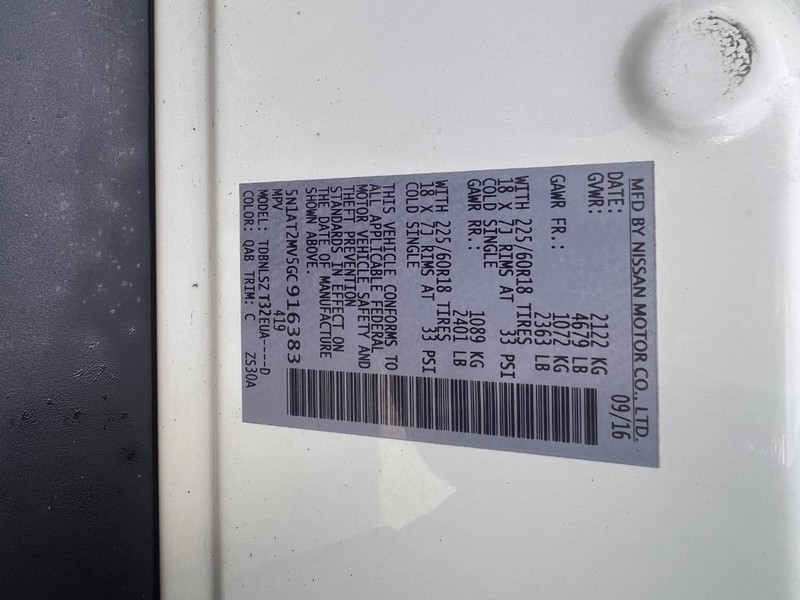 MFD BY NISSAN MOTOR CO., LTD.
DATE: 09/16
GVWR: 2122 KG
4679 LB
GAWR FR.: 1072 KG
2363 LB
WITH 225/60R18 TIRES
18 X 7J RIMS AT 33 PSI
COLD SINGLE
GAWR RR.: 1089 KG
2401 LB
WITH 225/60R18 TIRES
18 X 7J RIMS AT 33 PSI
COLD SINGLE
THIS VEHICLE CONFORMS TO
ALL APPLICABLE FEDERAL
MOTOR VEHICLE SAFETY AND
THEFT PREVENTION
STANDARDS IN EFFECT ON
THE DATE OF MANUFACTURE
SHOWN ABOVE.
5N1AT2MV5GC916383
MPV 419
MODEL: TDBNLSZ T32EUA----D
COLOR: QAB TRIM: C ZS30A